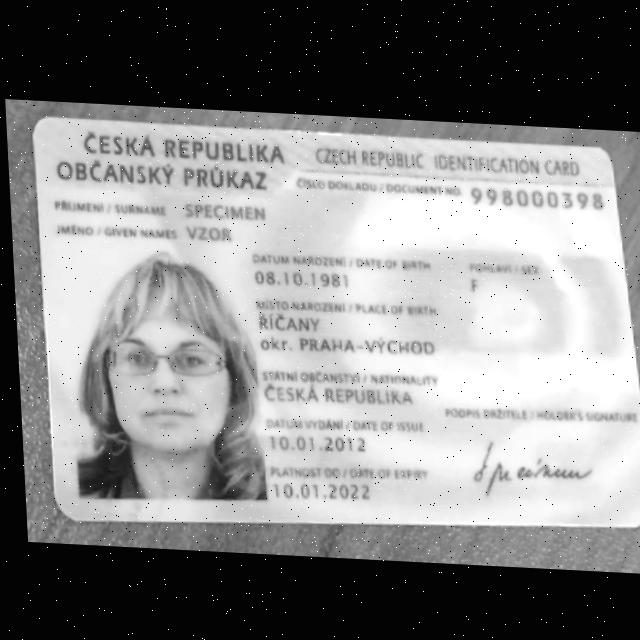 ČESKÁ REPUBLIKA CZECH REPUBLIC IDENTIFICATION CARD
OBČANSKÝ PRŮKAZ
ČÍSLO DOKLADU / DOCUMENT NO. 998000398
PŘÍJMENÍ / SURNAME SPECIMEN
JMÉNO / GIVEN NAMES VZOR
DATUM NAROZENÍ / DATE OF BIRTH POHLAVÍ / SEX
08.10.1981 F
MÍSTO NAROZENÍ / PLACE OF BIRTH
ŘÍČANY
okr. PRAHA-VÝCHOD
STÁTNÍ OBČANSTVÍ / NATIONALITY
ČESKÁ REPUBLIKA
PODPIS DRŽITELE / HOLDER'S SIGNATURE
DATUM VYDÁNÍ / DATE OF ISSUE
10.01.2012
Specimen
PLATNOST DO / DATE OF EXPIRY
10.01.2022